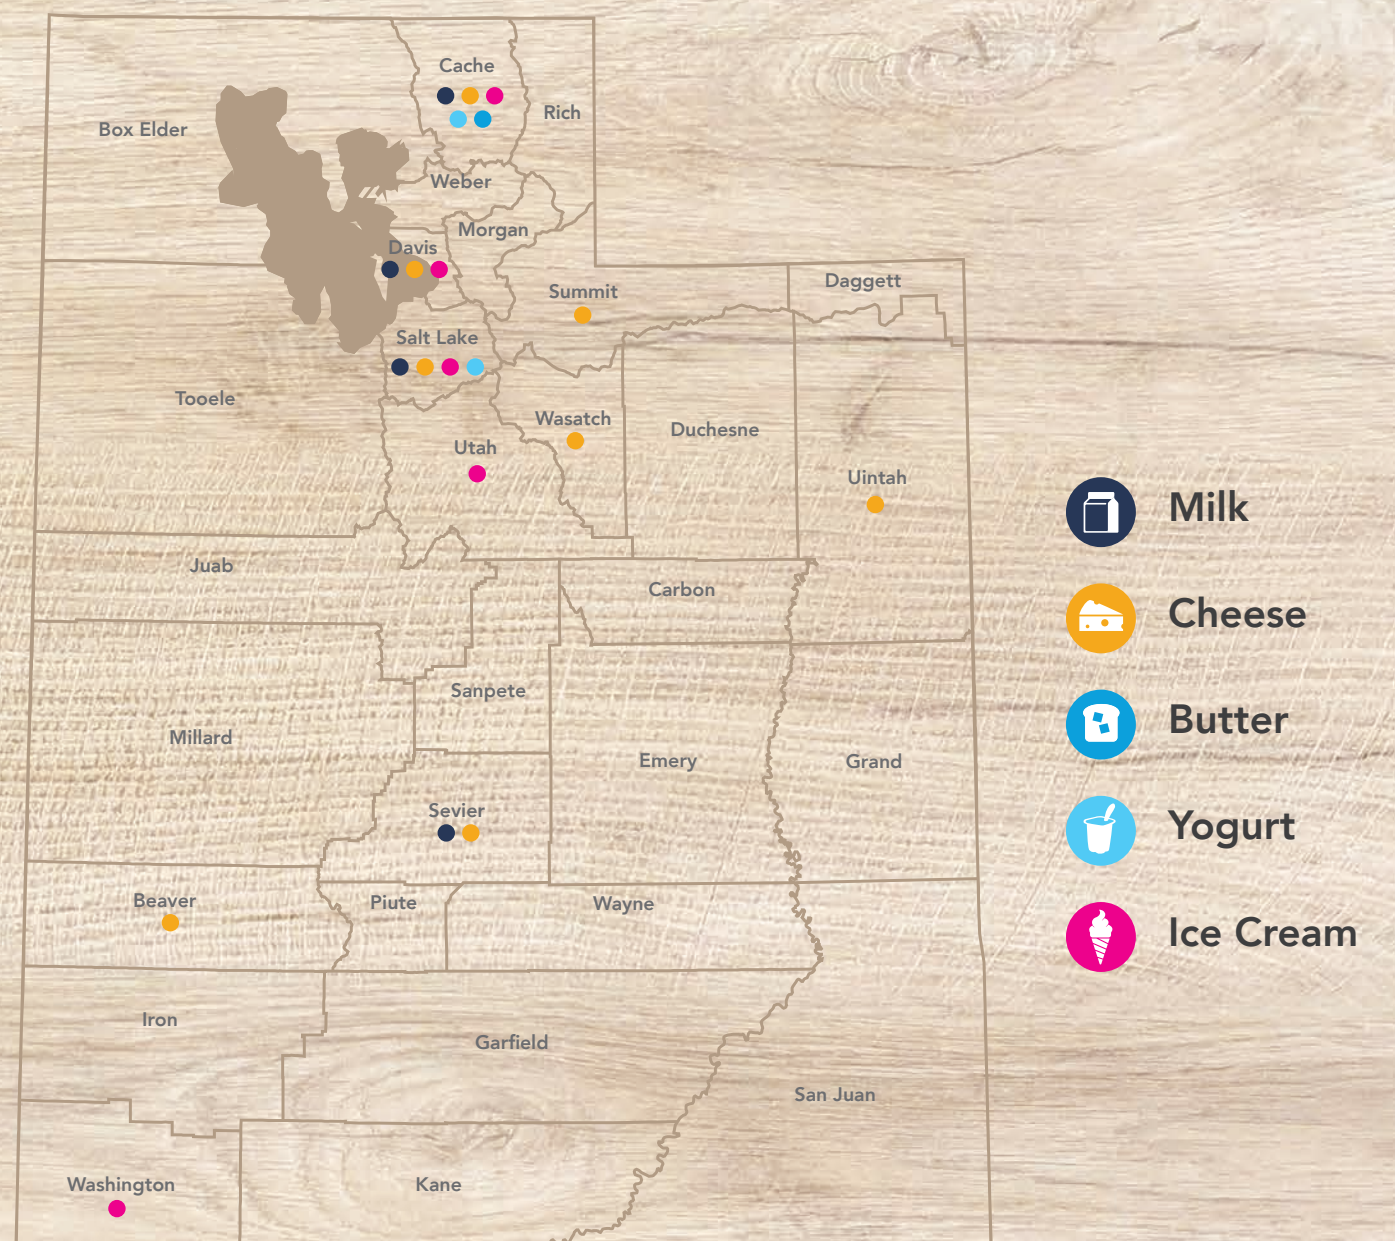 Cache
Rich
Box Elder
Weber
Morgan
Davis
Daggett
Summit
Salt Lake
Tooele
Wasatch
Duchesne
Utah
Uintah
Juab
Carbon
Sanpete
Millard
Emery
Grand
Sevier
Beaver
Piute
Wayne
Iron
Garfield
San Juan
Washington
Kane
Milk
Cheese
Butter
Yogurt
Ice Cream